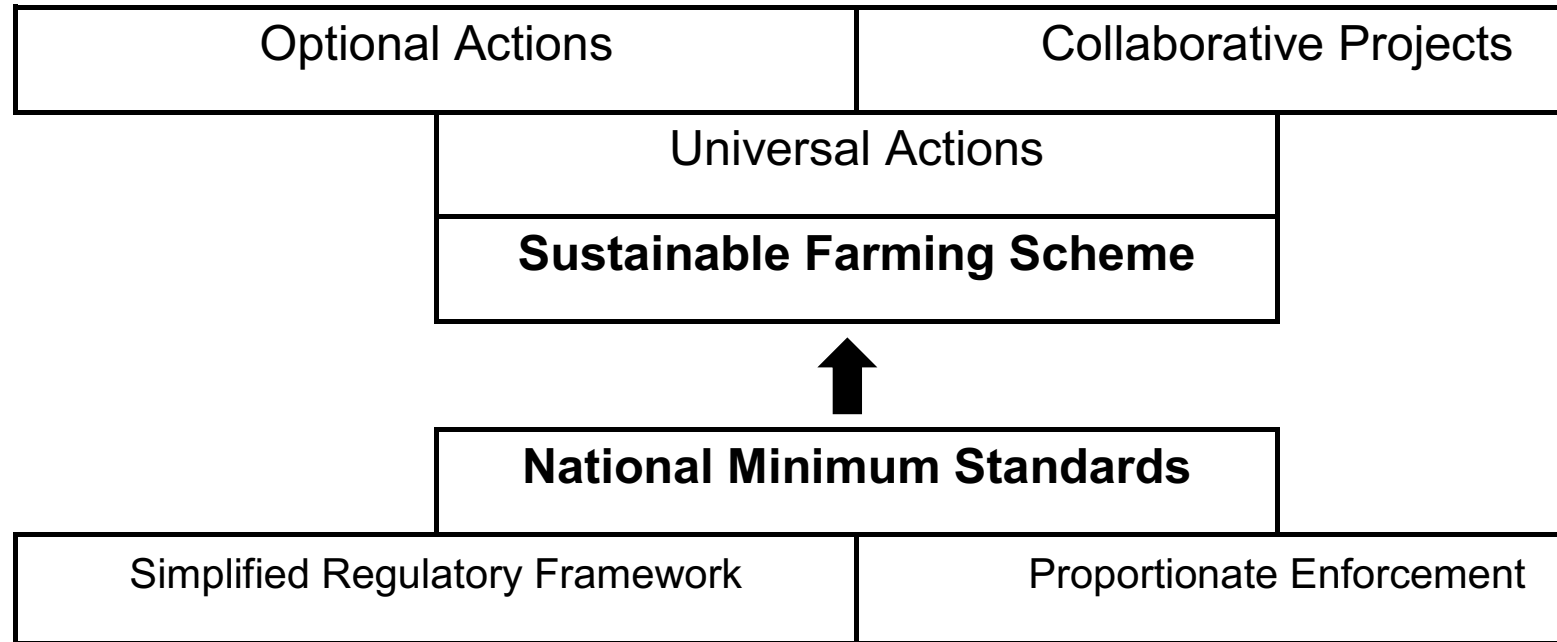 Optional Actions
Collaborative Projects
Universal Actions
Sustainable Farming Scheme
National Minimum Standards
Simplified Regulatory Framework
Proportionate Enforcement